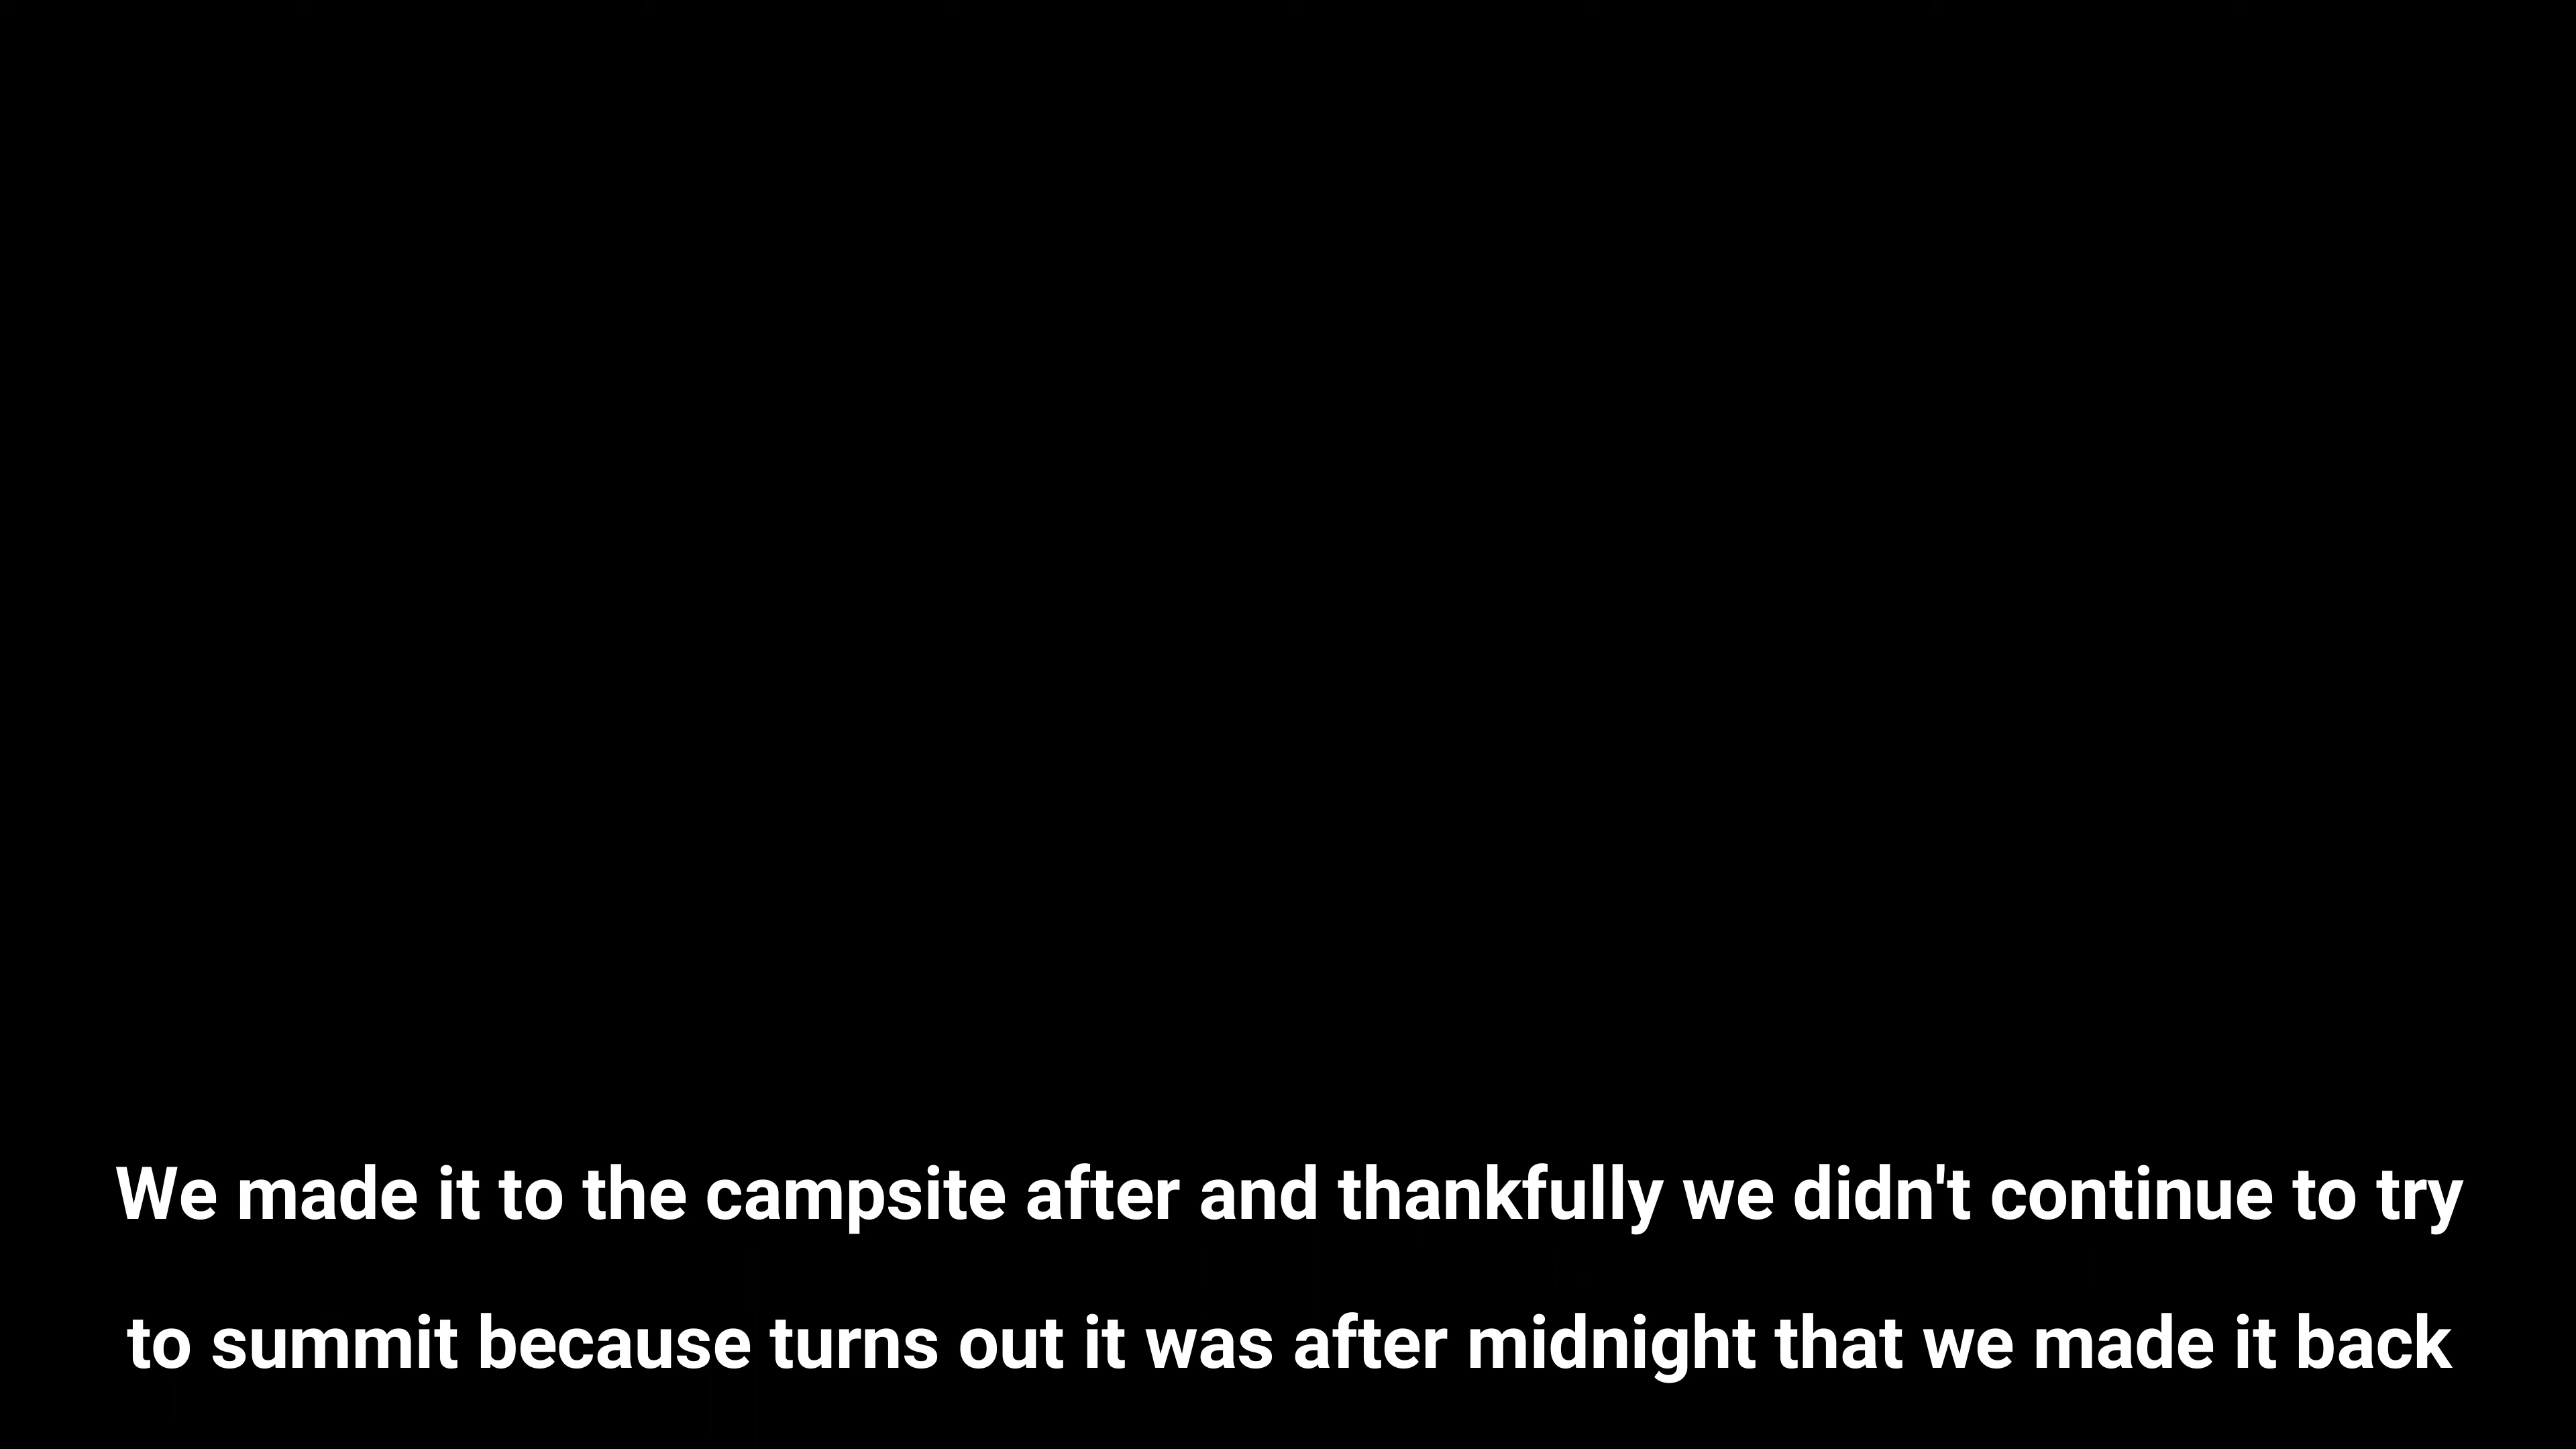 We made it to the campsite after and thankfully we didn't continue to try
to summit because turns out it was after midnight that we made it back